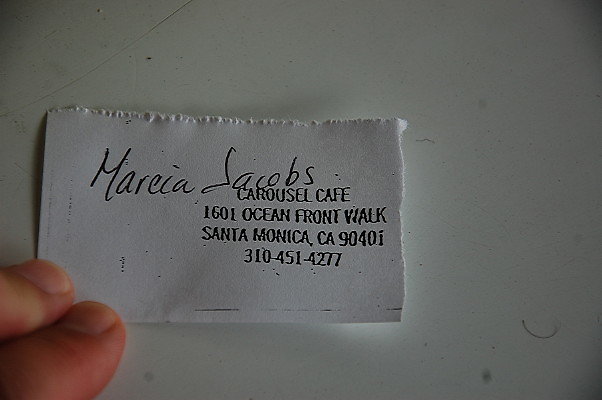 Marcia Jacobs
CAROUSEL CAFE
1601 OCEAN FRONT WALK
SANTA MONICA, CA 90401
310-451-4277